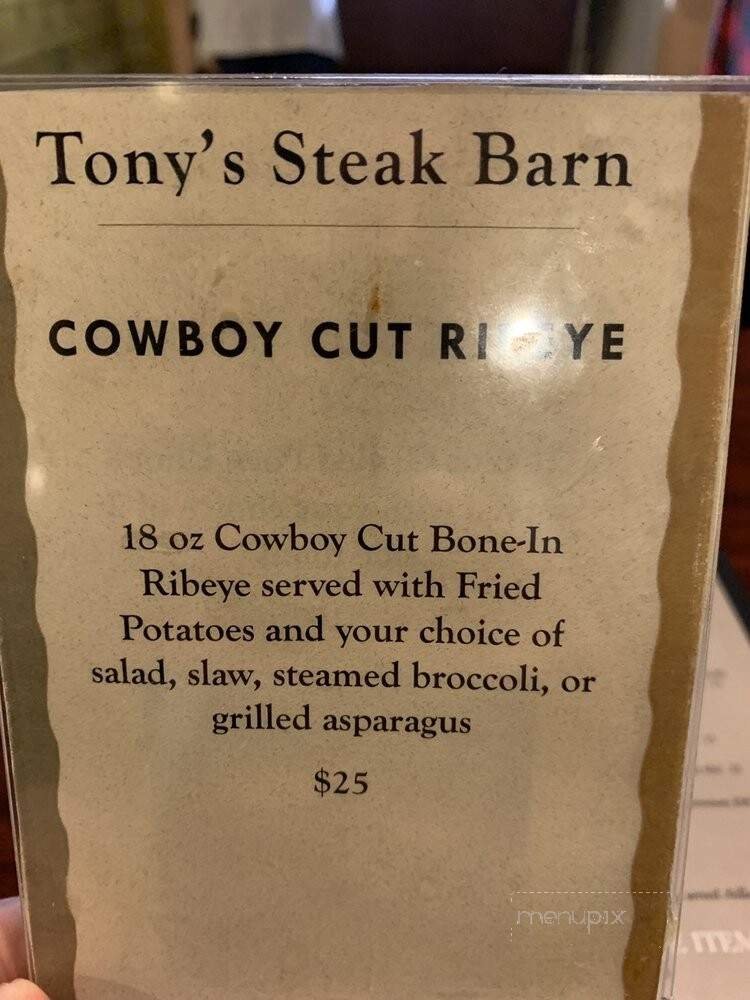 Tony's Steak Barn
COWBOY CUT RIBEYE
18 oz Cowboy Cut Bone-In
Ribeye served with Fried
Potatoes and your choice of
salad, slaw, steamed broccoli, or
grilled asparagus
$25
menupix